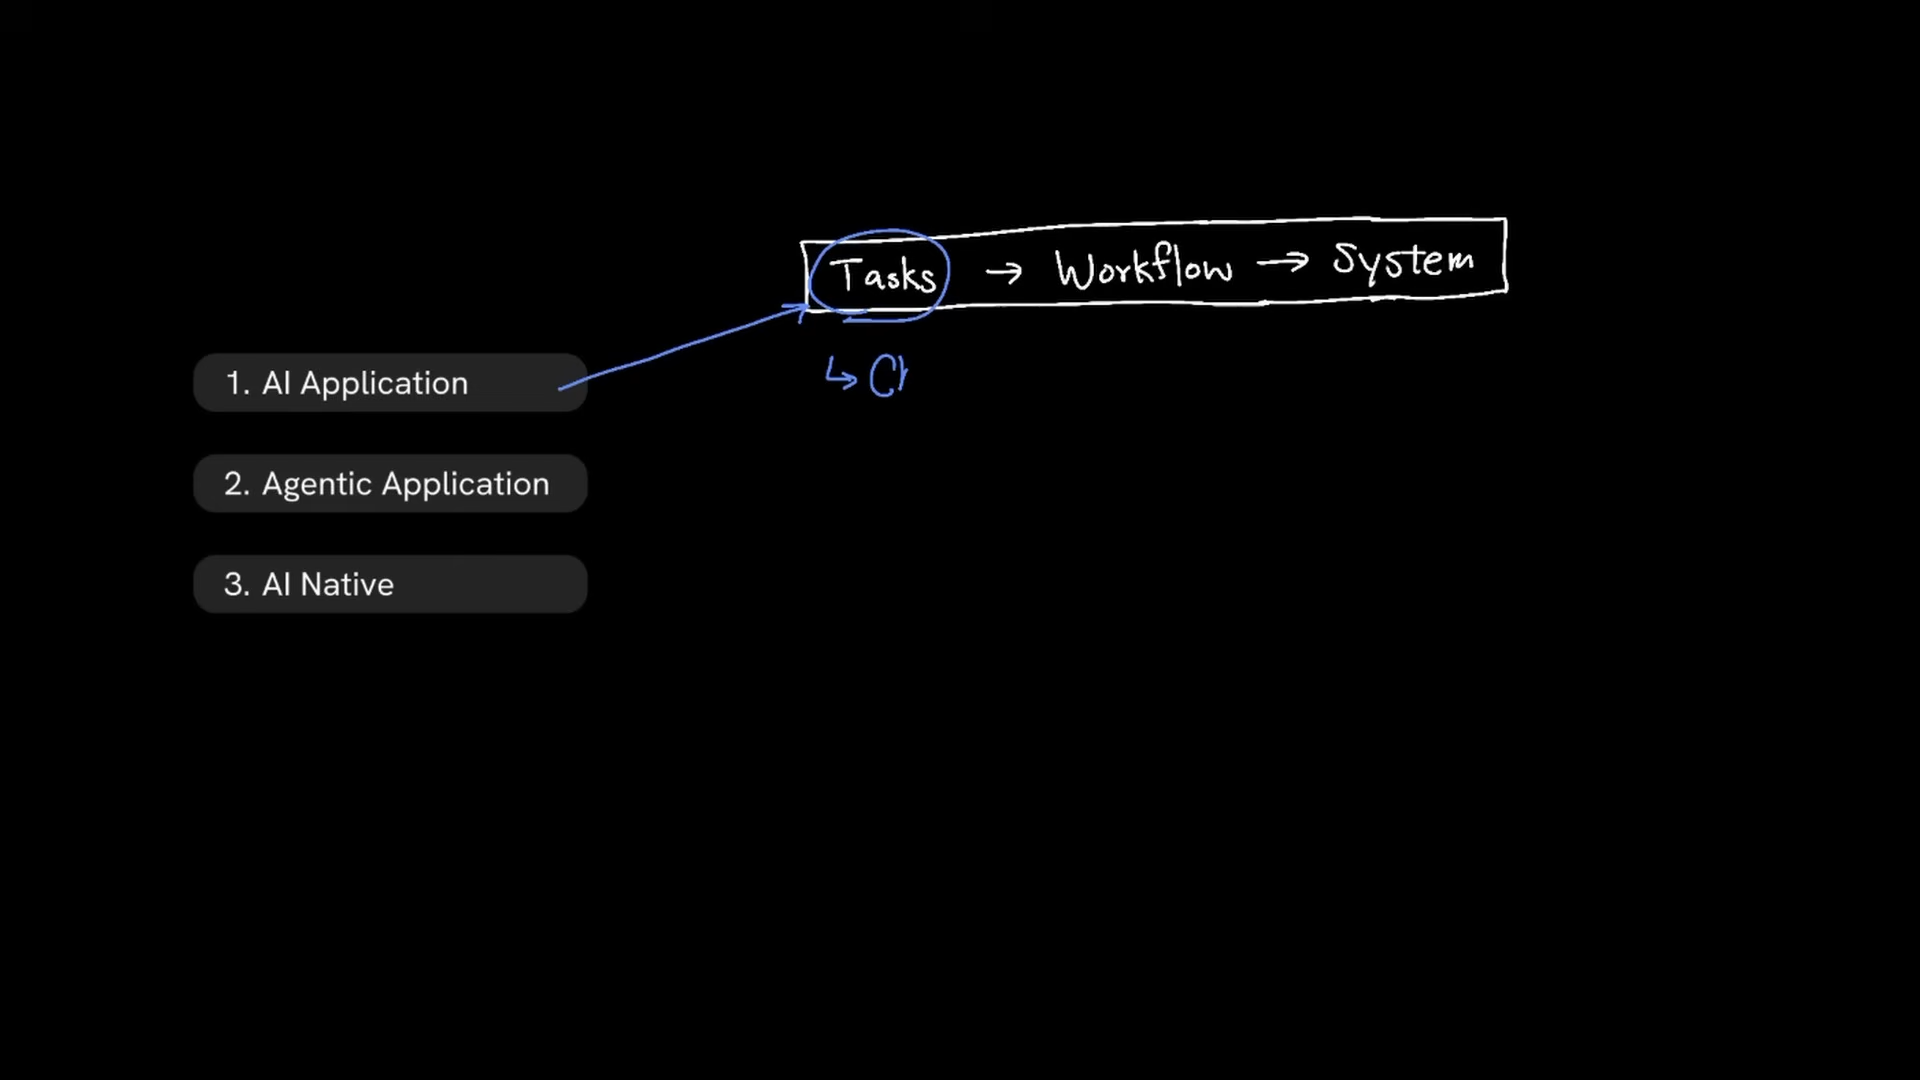 Tasks → Workflow → System
1. AI Application
2. Agentic Application
3. AI Native